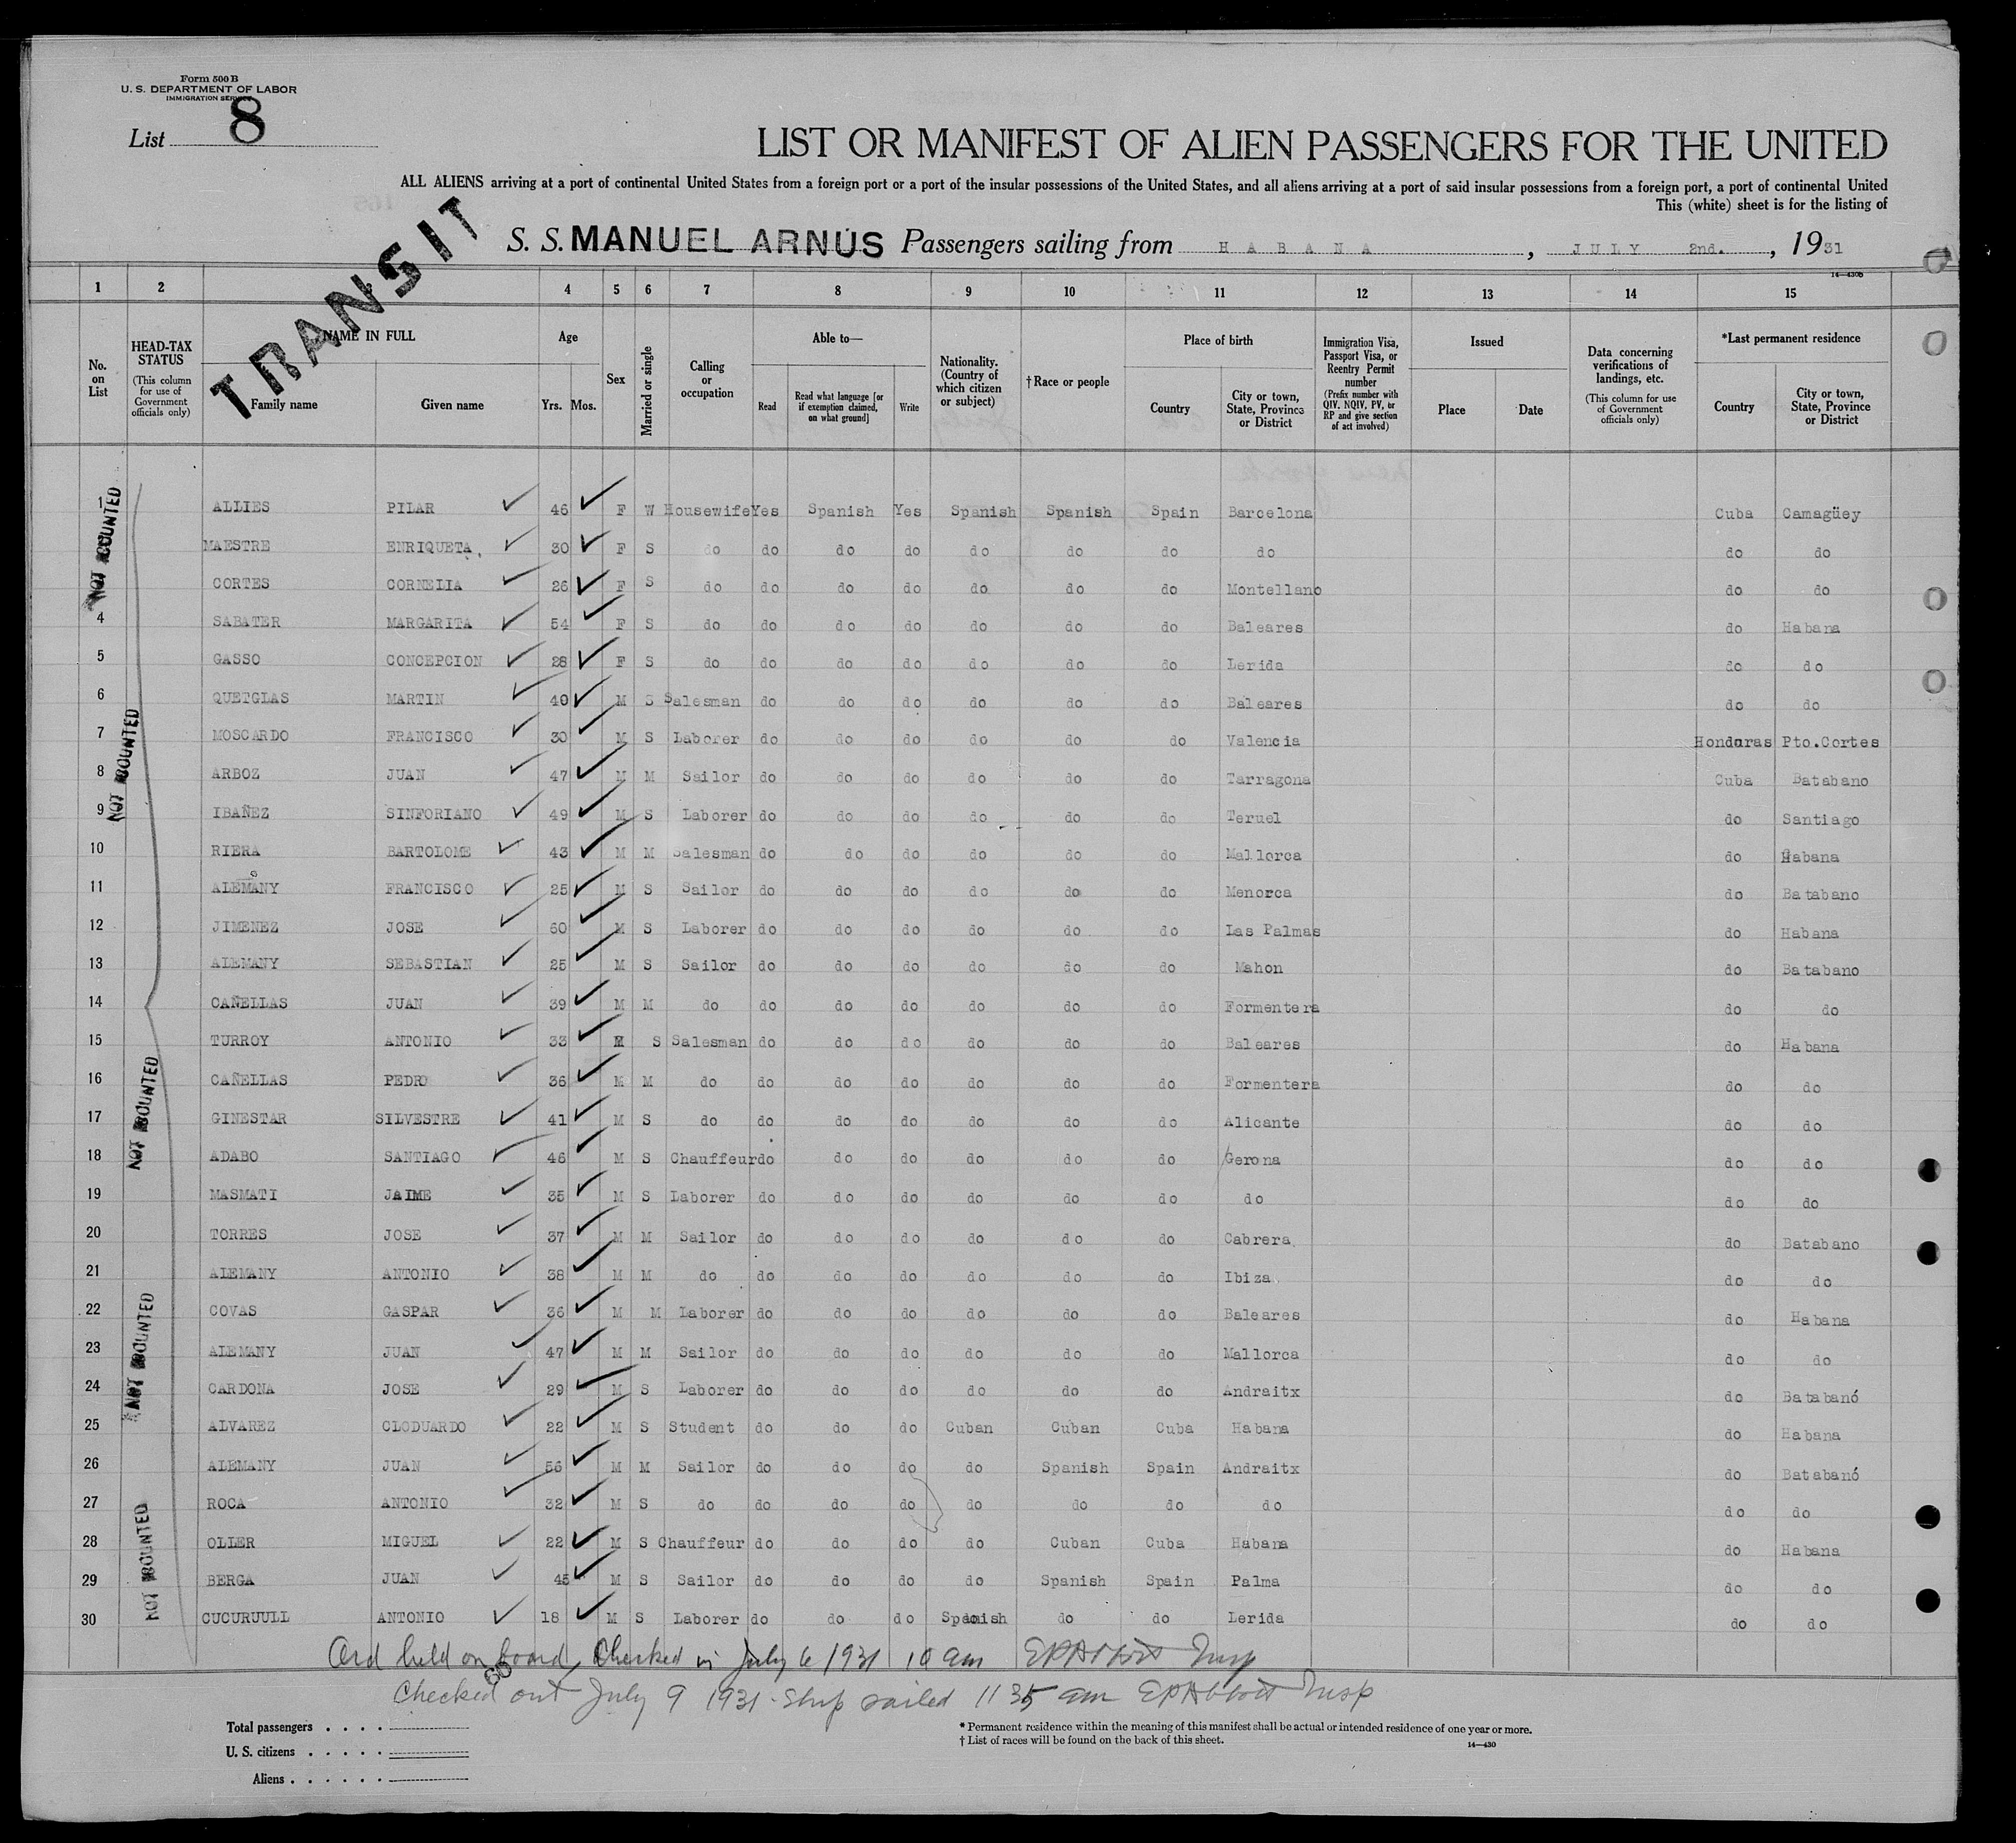 Form 500 B
U. S. DEPARTMENT OF LABOR
IMMIGRATION SERVICE
List 8
LIST OR MANIFEST OF ALIEN PASSENGERS FOR THE UNITED
ALL ALIENS arriving at a port of continental United States from a foreign port or a port of the insular possessions of the United States, and all aliens arriving at a port of said insular possessions from a foreign port, a port of continental United
This (white) sheet is for the listing of
TRANSIT
S. S. MANUEL ARNÚS Passengers sailing from HABANA, JULY 2nd., 1931
14—430B
1 2 4 5 6 7 8 9 10 11 12 13 14 15
No. on List
HEAD-TAX STATUS (This column for use of Government officials only)
NAME IN FULL
Family name Given name
Age
Yrs. Mos.
Sex
Married or single
Calling or occupation
Able to—
Read Read what language [or if exemption claimed, on what ground] Write
Nationality. (Country of which citizen or subject)
† Race or people
Place of birth
Country City or town, State, Province or District
Immigration Visa, Passport Visa, or Reentry Permit number (Prefix number with QIV, NQIV, PV, or RP and give section of act involved)
Issued
Place Date
Data concerning verifications of landings, etc. (This column for use of Government officials only)
*Last permanent residence
Country City or town, State, Province or District
1 ALLIES PILAR 46 F W Housewife Yes Spanish Yes Spanish Spanish Spain Barcelona Cuba Camagüey
MAESTRE ENRIQUETA, 30 F S do do do do do do do do do do
CORTES CORNELIA 26 F S do do do do do do do Montellano do do
4 SABATER MARGARITA 54 F S do do do do do do do Baleares do Habana
5 GASSO CONCEPCION 28 F S do do do do do do do Lerida do do
6 QUETGLAS MARTIN 40 M S Salesman do do do do do do Baleares do do
7 MOSCARDO FRANCISCO 30 M S Laborer do do do do do do Valencia Honduras Pto.Cortes
8 ARBOZ JUAN 47 M M Sailor do do do do do do Tarragona Cuba Batabano
9 IBAÑEZ SINFORIANO 49 M S Laborer do do do do do do Teruel do Santiago
10 RIERA BARTOLOME 43 M M Salesman do do do do do do Mallorca do Habana
11 ALEMANY FRANCISCO 25 M S Sailor do do do do do do Menorca do Batabano
12 JIMENEZ JOSE 60 M S Laborer do do do do do do Las Palmas do Habana
13 ALEMANY SEBASTIAN 25 M S Sailor do do do do do do Mahon do Batabano
14 CAÑELLAS JUAN 39 M M do do do do do do do Formentera do do
15 TURROY ANTONIO 33 M S Salesman do do do do do do Baleares do Habana
16 CAÑELLAS PEDRO 36 M M do do do do do do do Formentera do do
17 GINESTAR SILVESTRE 41 M S do do do do do do do Alicante do do
18 ADABO SANTIAGO 46 M S Chauffeur do do do do do do Gerona do do
19 MASMATI JAIME 35 M S Laborer do do do do do do do do do
20 TORRES JOSE 37 M M Sailor do do do do do do Cabrera. do Batabano
21 ALEMANY ANTONIO 38 M M do do do do do do do Ibiza do do
22 COVAS GASPAR 36 M M Laborer do do do do do do Baleares do Habana
23 ALEMANY JUAN 47 M M Sailor do do do do do do Mallorca do do
24 CARDONA JOSE 29 M S Laborer do do do do do do Andraitx do Batabanó
25 ALVAREZ CLODUARDO 22 M S Student do do do Cuban Cuban Cuba Habana do Habana
26 ALEMANY JUAN 56 M M Sailor do do do do Spanish Spain Andraitx do Batabanó
27 ROCA ANTONIO 32 M S do do do do do do do do do do
28 OLLER MIGUEL 22 M S Chauffeur do do do do Cuban Cuba Habana do Habana
29 BERGA JUAN 45 M S Sailor do do do do Spanish Spain Palma do do
30 CUCURUULL ANTONIO 18 M S Laborer do do do Spanish do do Lerida do do
NOT COUNTED
NOT COUNTED
NOT COUNTED
NOT COUNTED
NOT COUNTED
Ord held on board, Checked in July 6 1931 10 am EPAbbott Insp
60
Checked out July 9 1931 - Ship sailed 11 35 am EPAbbott Insp
Total passengers . . . .
U. S. citizens . . . . .
Aliens . . . . . .
* Permanent residence within the meaning of this manifest shall be actual or intended residence of one year or more.
† List of races will be found on the back of this sheet.
14—430